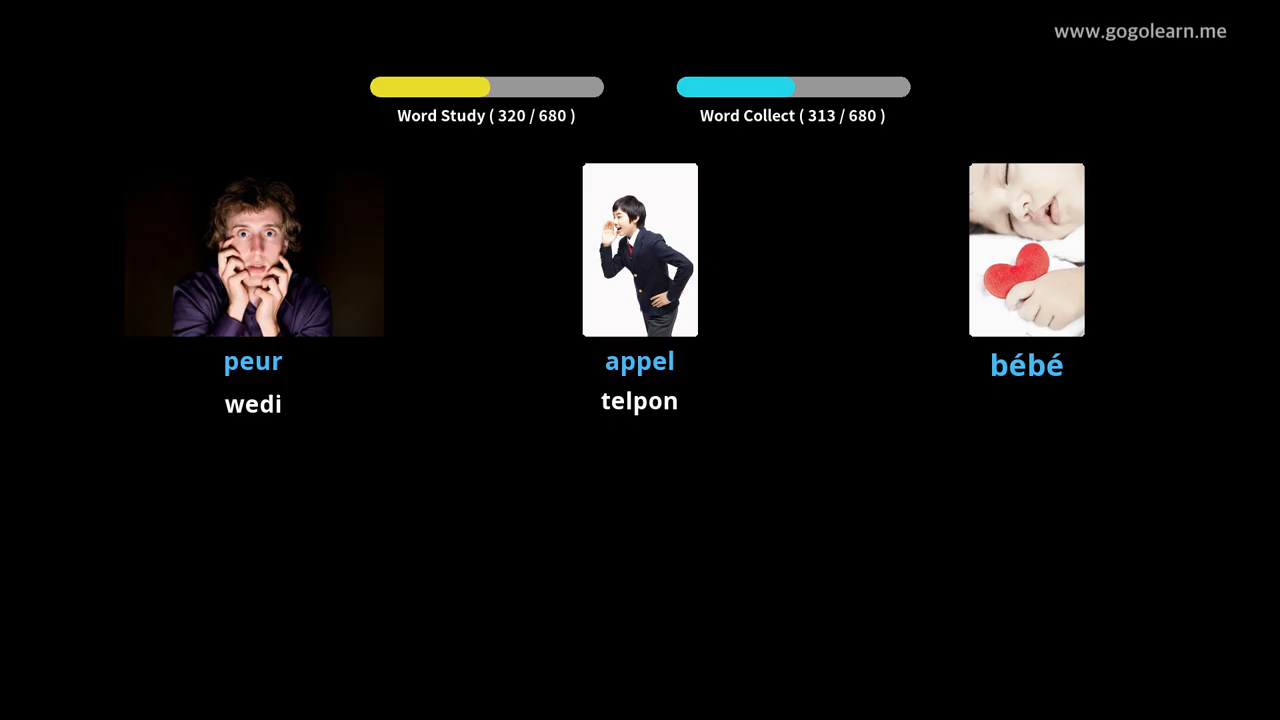 www.gogolearn.me
Word Study ( 320 / 680 )
Word Collect ( 313 / 680 )
peur
wedi
appel
telpon
bébé